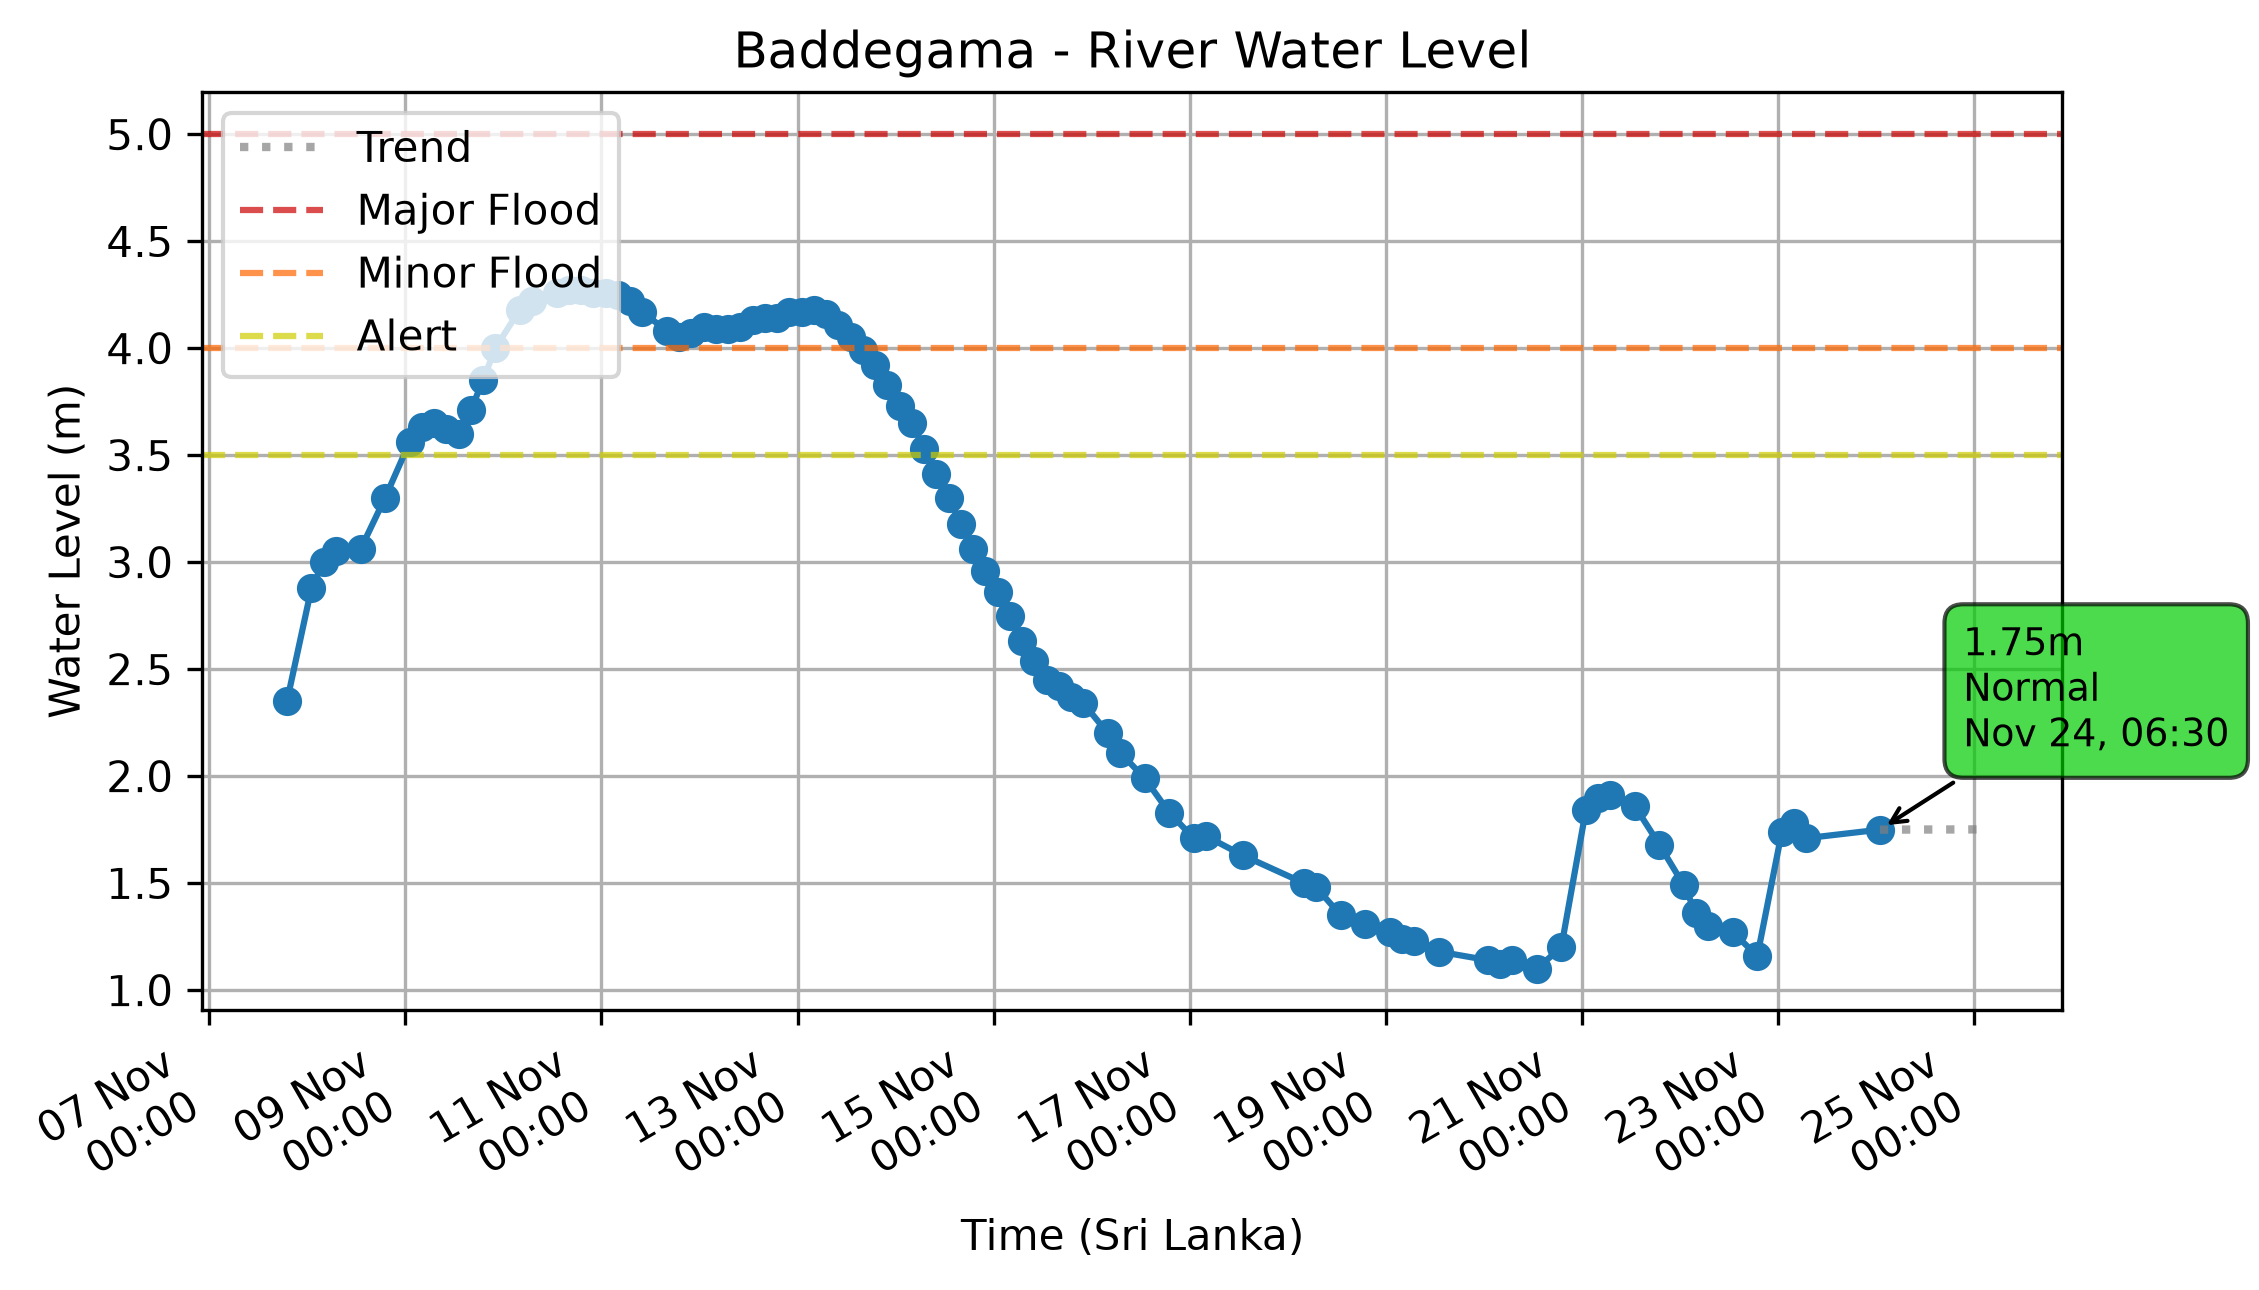 Baddegama - River Water Level
Trend
Major Flood
Minor Flood
Alert
Water Level (m)
5.0
4.5
4.0
3.5
3.0
2.5
2.0
1.5
1.0
1.75m
Normal
Nov 24, 06:30
07 Nov
00:00
09 Nov
00:00
11 Nov
00:00
13 Nov
00:00
15 Nov
00:00
17 Nov
00:00
19 Nov
00:00
21 Nov
00:00
23 Nov
00:00
25 Nov
00:00
Time (Sri Lanka)